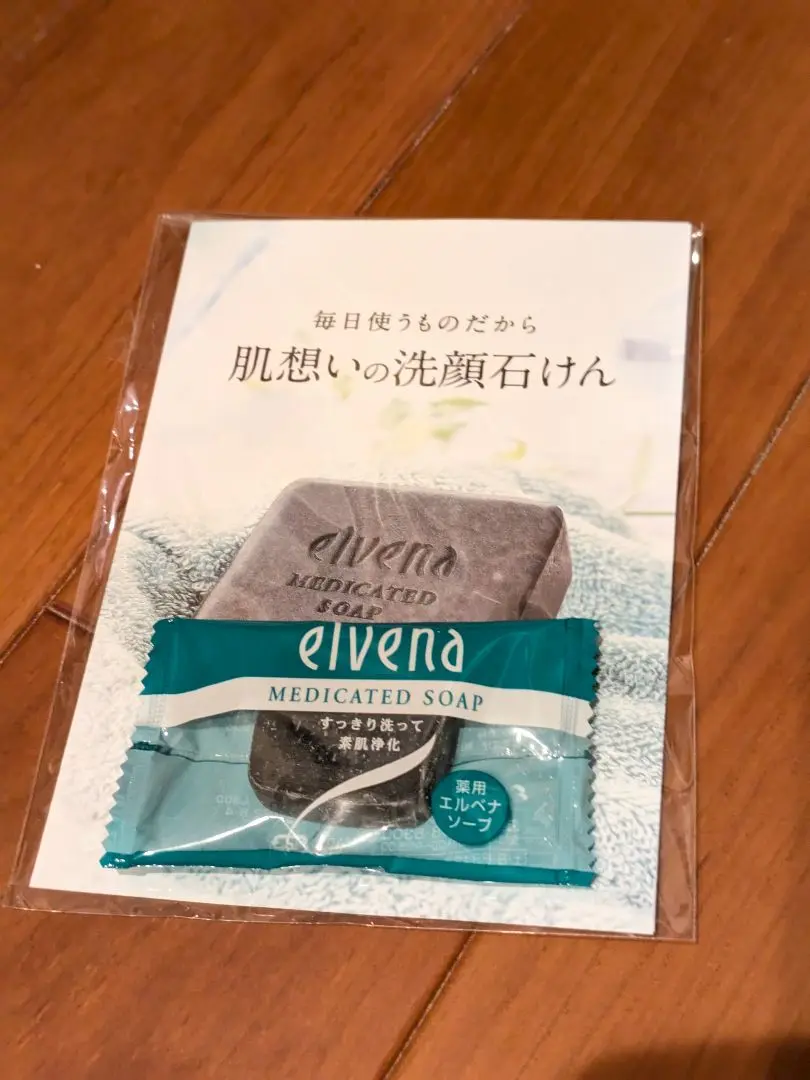 毎日使うものだから
肌想いの洗顔石けん
elvena
MEDICATED
SOAP
elvena
MEDICATED SOAP
すっきり洗って
素肌浄化
薬用
エルベナ
ソープ